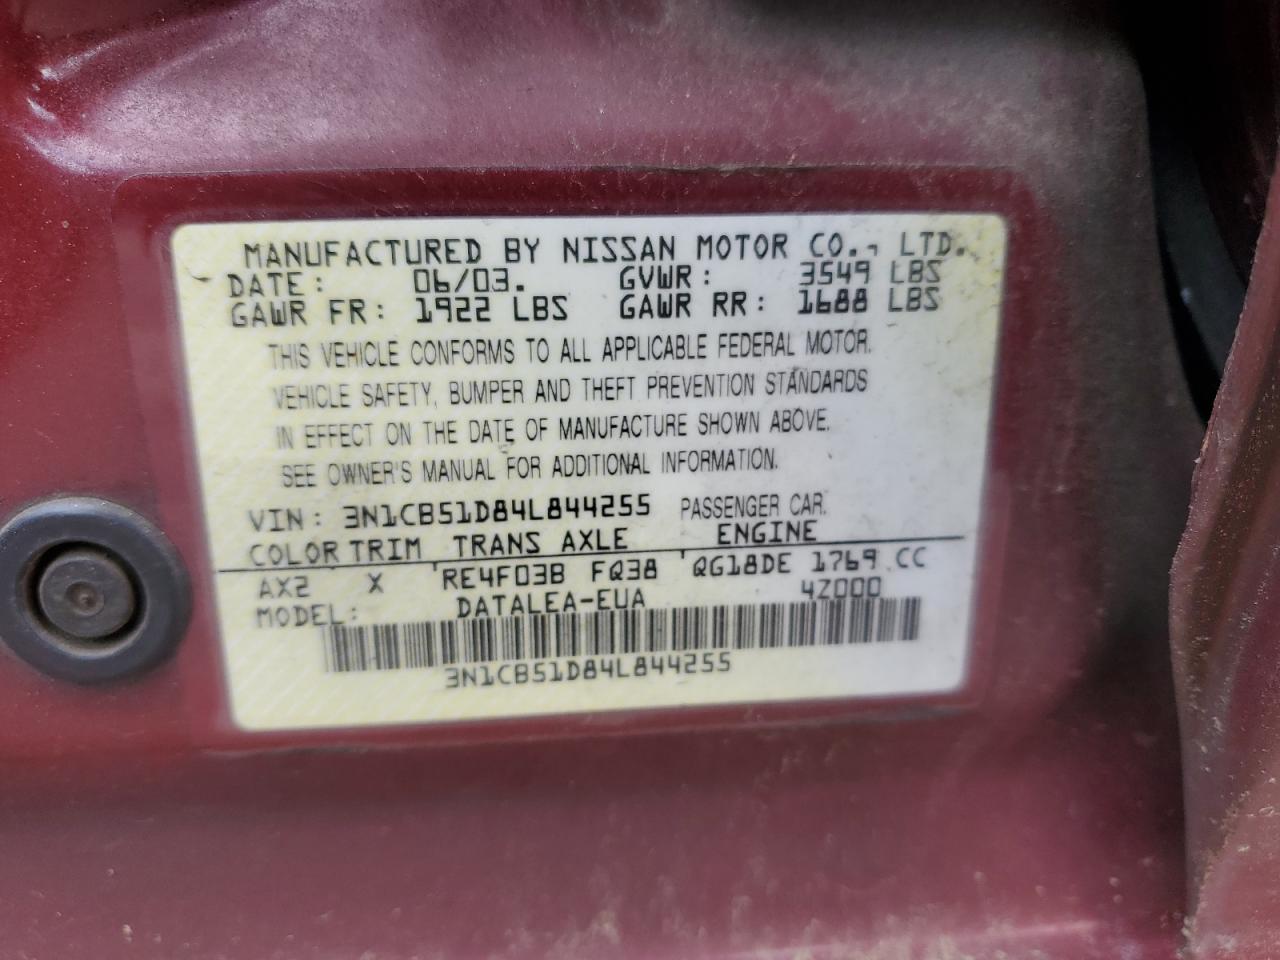 MANUFACTURED BY NISSAN MOTOR CO., LTD.
DATE: 06/03. GVWR: 3549 LBS
GAWR FR: 1922 LBS GAWR RR: 1688 LBS
THIS VEHICLE CONFORMS TO ALL APPLICABLE FEDERAL MOTOR.
VEHICLE SAFETY, BUMPER AND THEFT PREVENTION STANDARDS
IN EFFECT ON THE DATE OF MANUFACTURE SHOWN ABOVE.
SEE OWNER'S MANUAL FOR ADDITIONAL INFORMATION.
VIN: 3N1CB51D84L844255 PASSENGER CAR.
COLOR TRIM TRANS AXLE ENGINE
AX2 X RE4F03B FQ38 QG18DE 1769 CC
MODEL: DATALEA-EUA 4Z000
3N1CB51D84L844255